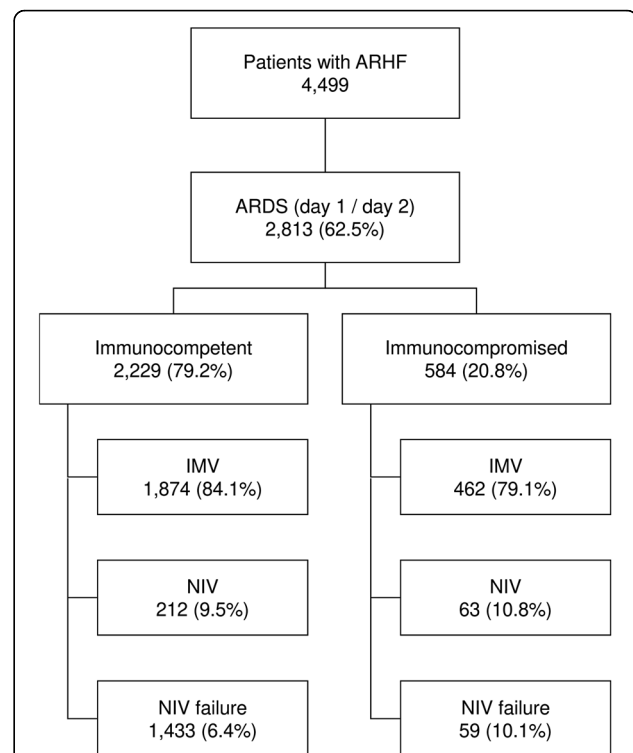 Patients with ARHF
4,499
ARDS (day 1 / day 2)
2,813 (62.5%)
Immunocompetent
2,229 (79.2%)
IMV
1,874 (84.1%)
NIV
212 (9.5%)
NIV failure
1,433 (6.4%)
Immunocompromised
584 (20.8%)
IMV
462 (79.1%)
NIV
63 (10.8%)
NIV failure
59 (10.1%)